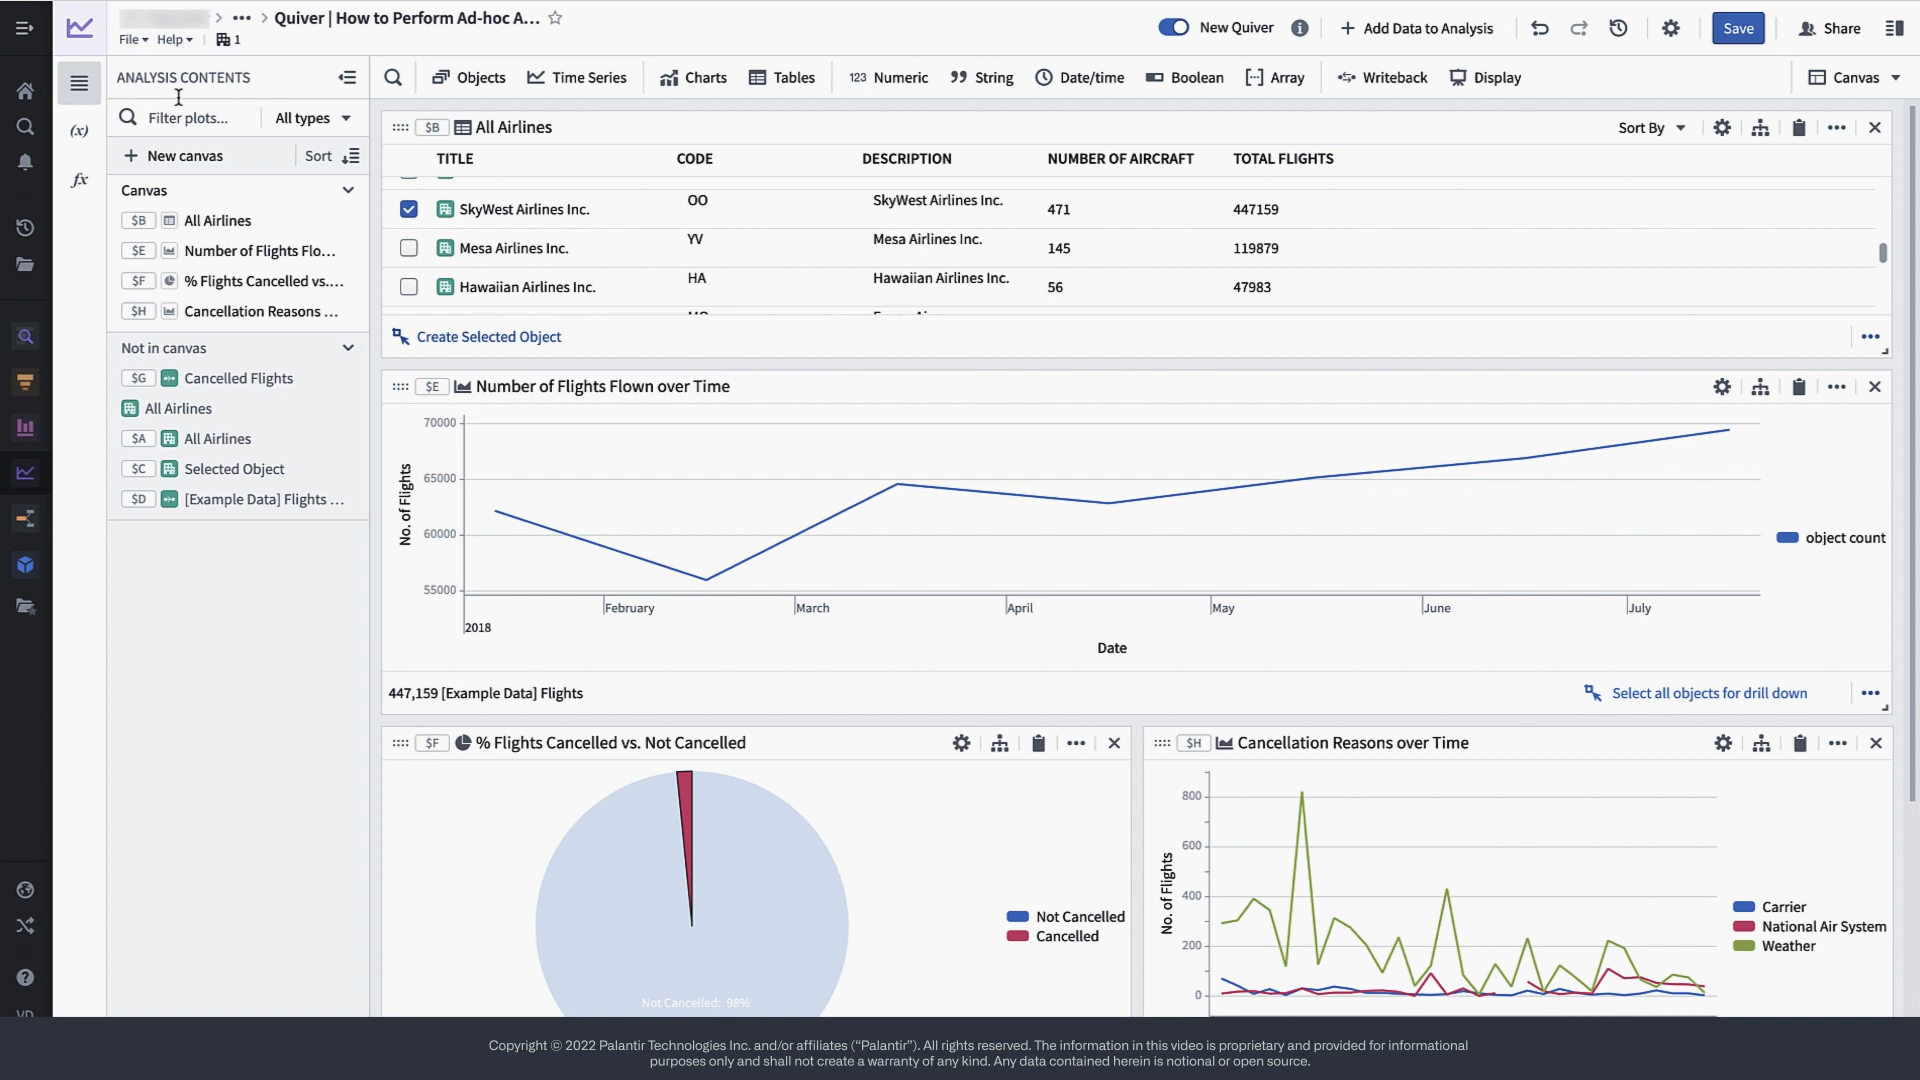 Quiver | How to Perform Ad-hoc A...
File Help 1
New Quiver
Add Data to Analysis
Save
Share
ANALYSIS CONTENTS
Objects Time Series Charts Tables 123 Numeric String Date/time Boolean Array Writeback Display Canvas
Filter plots... All types
New canvas Sort
Canvas
$B All Airlines
$E Number of Flights Flo...
$F % Flights Cancelled vs....
$H Cancellation Reasons ...
Not in canvas
$G Cancelled Flights
All Airlines
$A All Airlines
$C Selected Object
$D [Example Data] Flights ...
(x)
fx
$B All Airlines Sort By
TITLE CODE DESCRIPTION NUMBER OF AIRCRAFT TOTAL FLIGHTS
SkyWest Airlines Inc. OO SkyWest Airlines Inc. 471 447159
Mesa Airlines Inc. YV Mesa Airlines Inc. 145 119879
Hawaiian Airlines Inc. HA Hawaiian Airlines Inc. 56 47983
Create Selected Object
$E Number of Flights Flown over Time
70000
65000
60000
55000
No. of Flights
February March April May June July
2018
Date
object count
447,159 [Example Data] Flights
Select all objects for drill down
$F % Flights Cancelled vs. Not Cancelled
Not Cancelled
Cancelled
Not Cancelled: 98%
$H Cancellation Reasons over Time
800
600
400
200
0
No. of Flights
Carrier
National Air System
Weather
Copyright © 2022 Palantir Technologies Inc. and/or affiliates (“Palantir”). All rights reserved. The information in this video is proprietary and provided for informational
purposes only and shall not create a warranty of any kind. Any data contained herein is notional or open source.